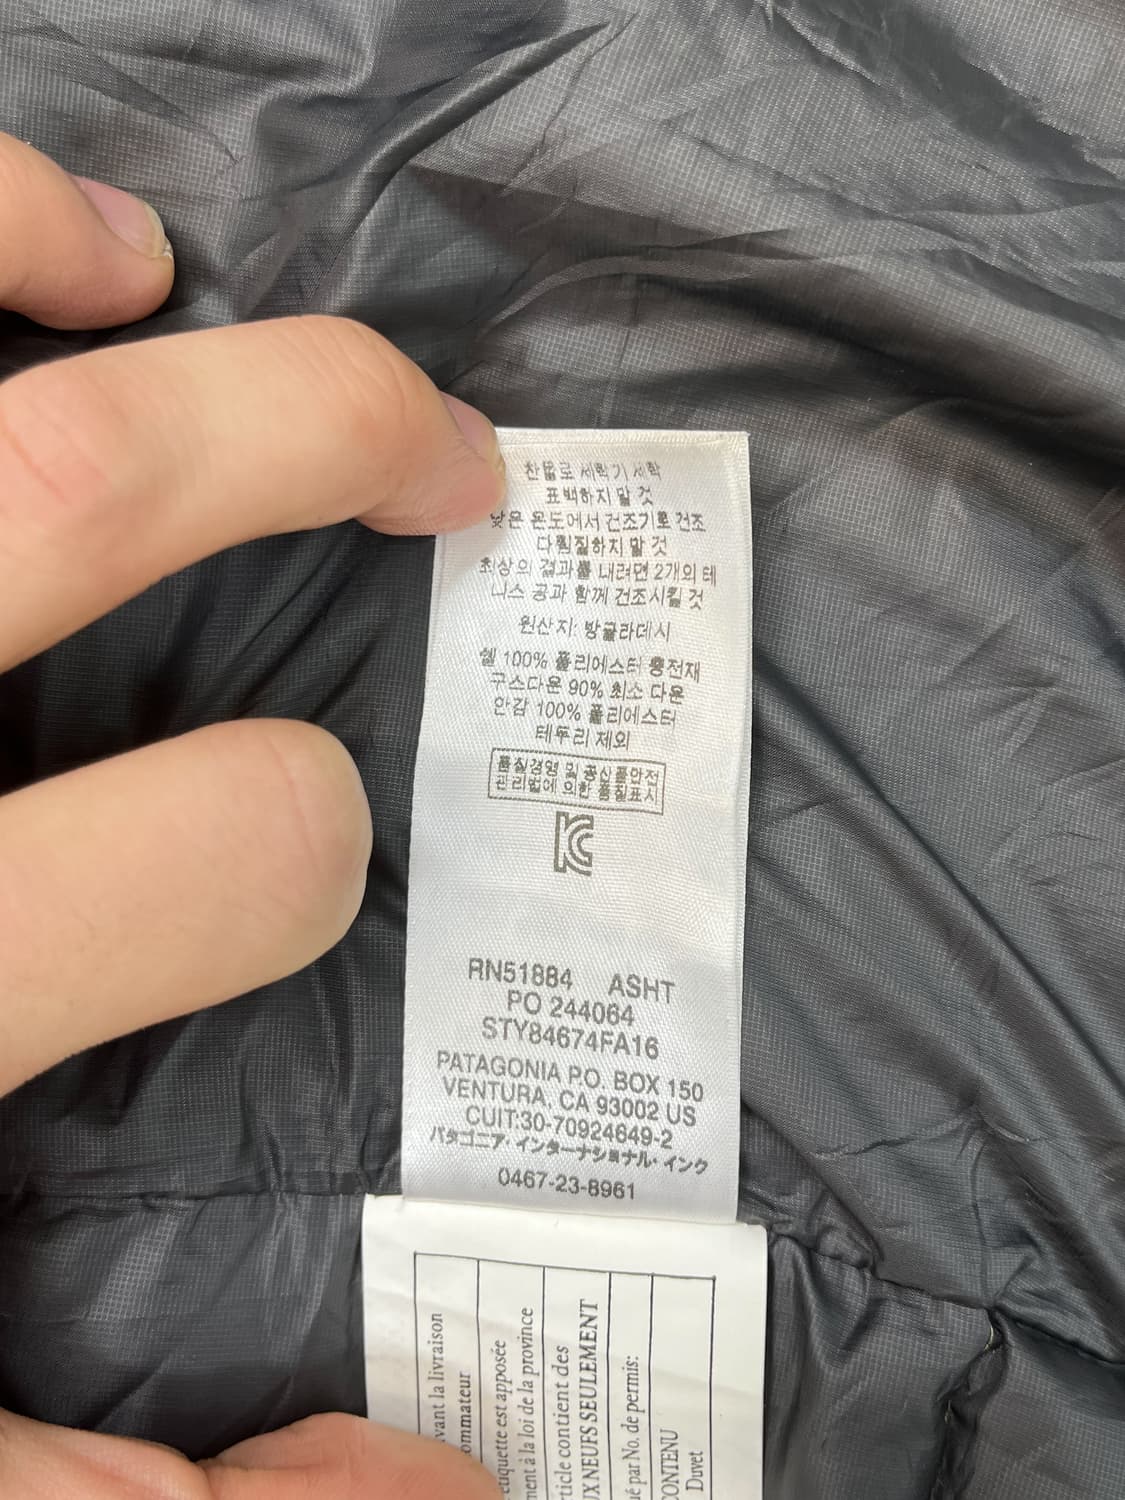 찬물로 세탁기 세탁
표백하지 말 것
낮은 온도에서 건조기로 건조
다림질하지 말 것
최상의 결과를 내려면 2개의 테
니스 공과 함께 건조시킬 것
원산지: 방글라데시
쉘 100% 폴리에스터 충전재
구스다운 90% 최소 다운
안감 100% 폴리에스터
테두리 제외
품질경영 및 공산품안전
관리법에 의한 품질표시
RN51884 ASHT
PO 244064
STY84674FA16
PATAGONIA P.O. BOX 150
VENTURA, CA 93002 US
CUIT:30-70924649-2
パタゴニア・インターナショナル・インク
0467-23-8961
vant la livraison
ommateur
étiquette est apposée
ment à la loi de la province
rticle contient des
UX NEUFS SEULEMENT
ué par No. de permis:
CONTENU
Duvet